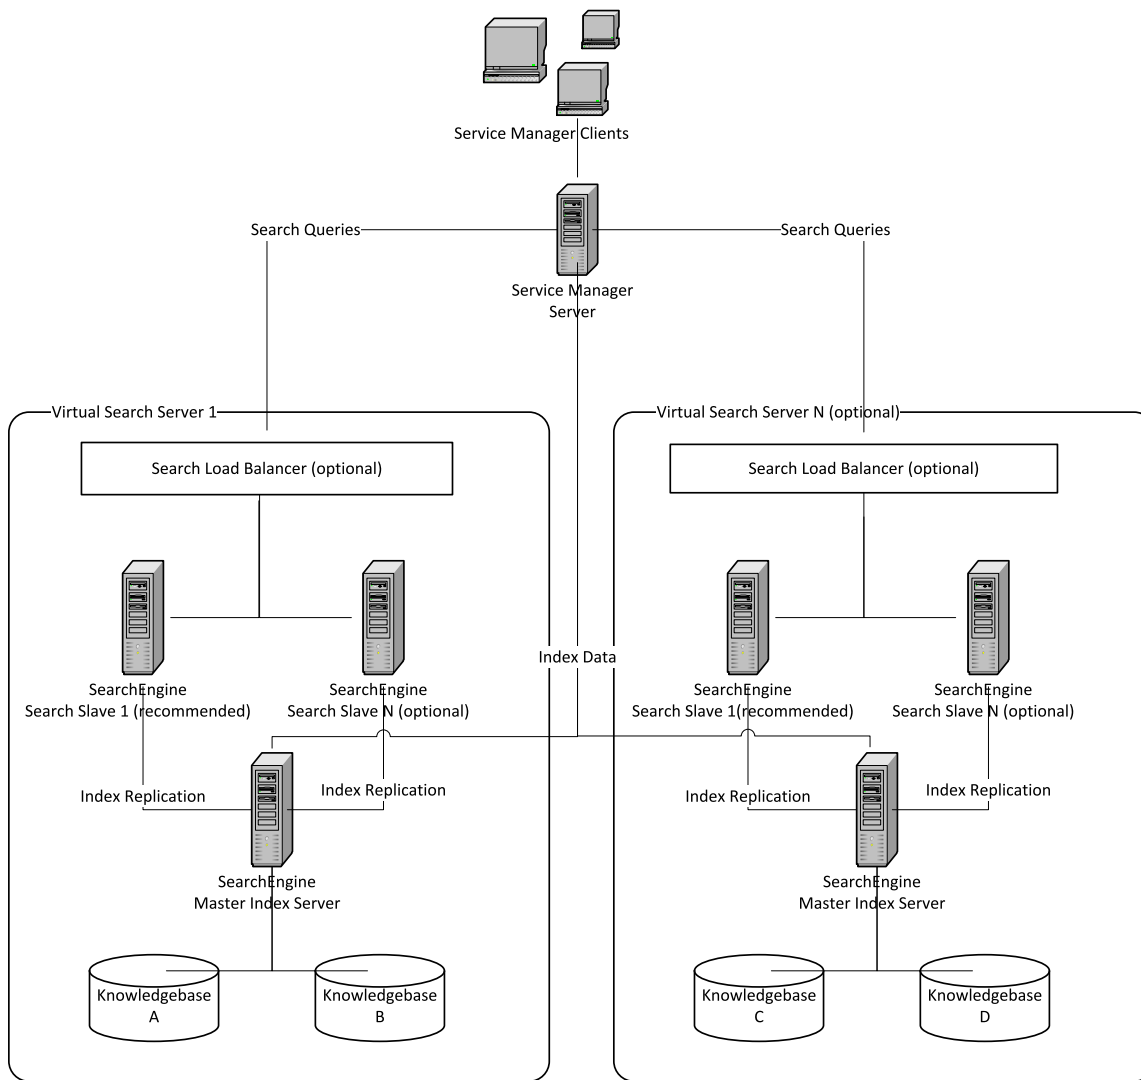 Service Manager Clients
Search Queries
Search Queries
Service Manager
Server
Virtual Search Server 1
Virtual Search Server N (optional)
Search Load Balancer (optional)
Search Load Balancer (optional)
Index Data
SearchEngine
Search Slave 1 (recommended)
SearchEngine
Search Slave N (optional)
SearchEngine
Search Slave 1(recommended)
SearchEngine
Search Slave N (optional)
Index Replication
Index Replication
Index Replication
Index Replication
SearchEngine
Master Index Server
SearchEngine
Master Index Server
Knowledgebase
A
Knowledgebase
B
Knowledgebase
C
Knowledgebase
D